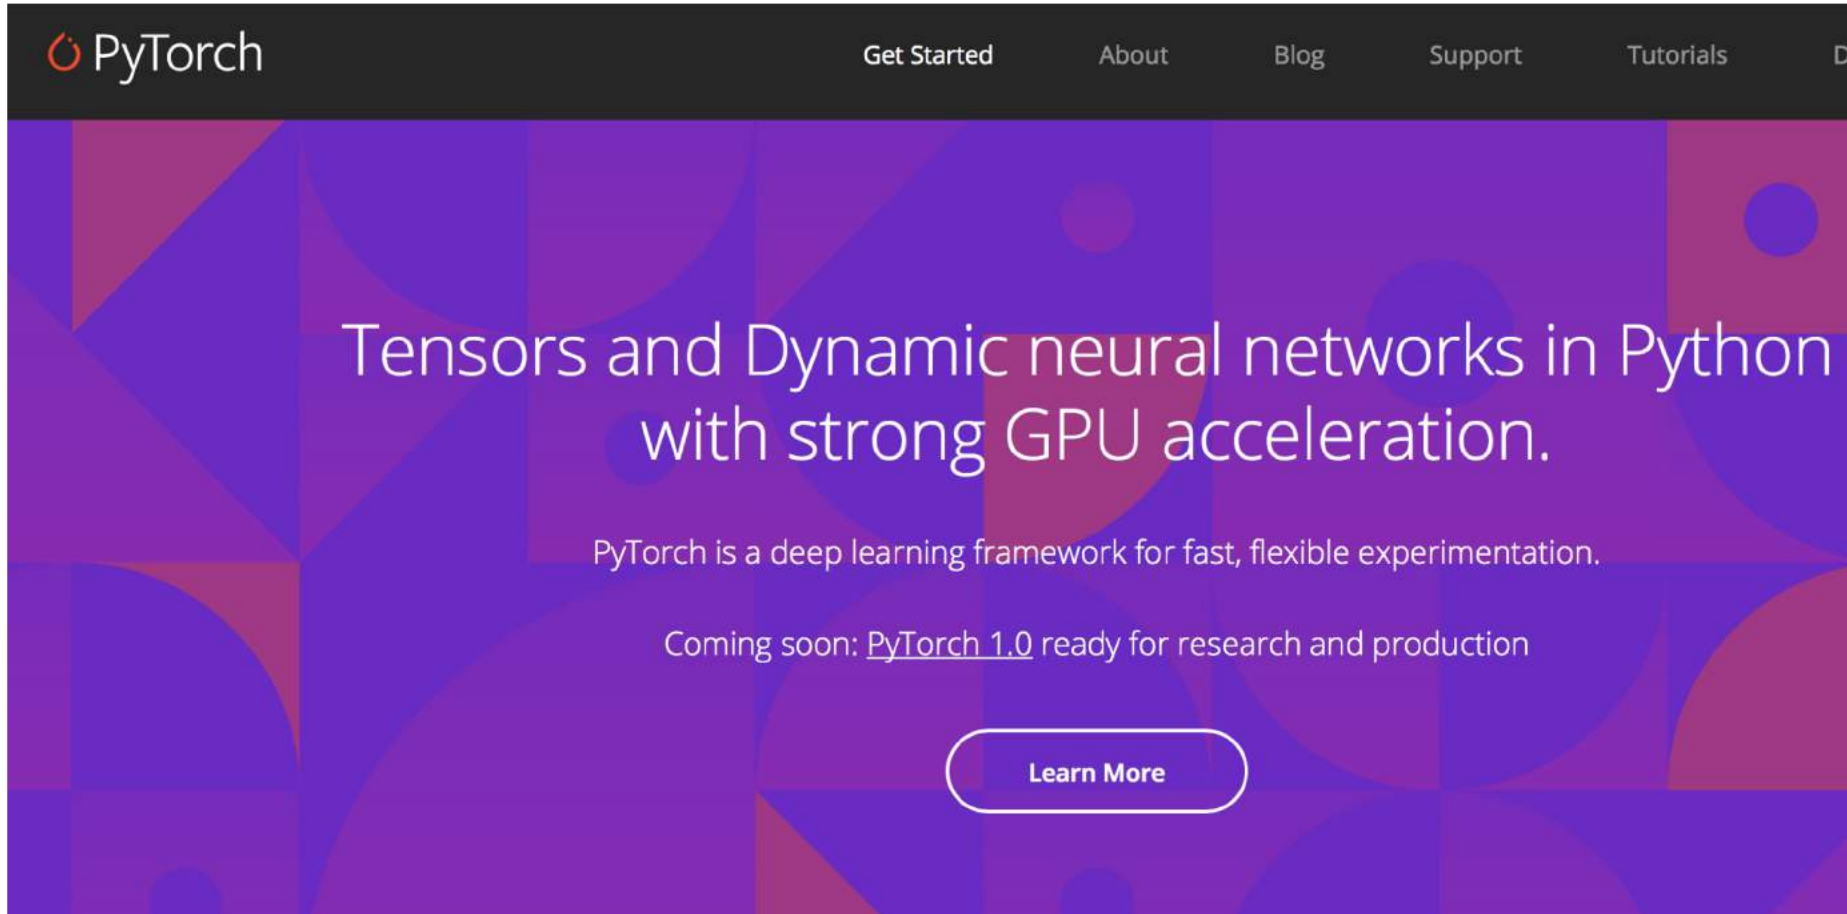 PyTorch
Get Started About Blog Support Tutorials D
Tensors and Dynamic neural networks in Python
with strong GPU acceleration.
PyTorch is a deep learning framework for fast, flexible experimentation.
Coming soon: PyTorch 1.0 ready for research and production
Learn More